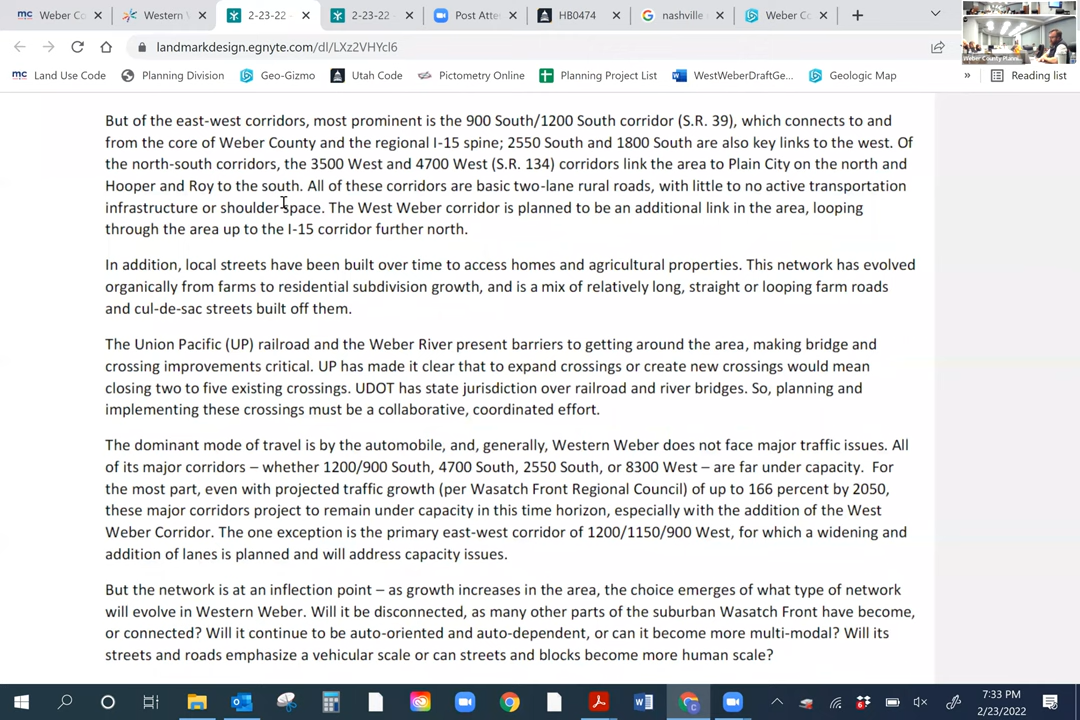 mc Weber Co ×
Western V ×
2-23-22 - ×
2-23-22 - ×
Post Atte ×
HB0474 ×
nashville ×
Weber Co ×
landmarkdesign.egnyte.com/dl/LXz2VHYcl6
Weber County Planni...
mc Land Use Code
Planning Division
Geo-Gizmo
Utah Code
Pictometry Online
Planning Project List
WestWeberDraftGe...
Geologic Map
»
Reading list
But of the east-west corridors, most prominent is the 900 South/1200 South corridor (S.R. 39), which connects to and
from the core of Weber County and the regional I-15 spine; 2550 South and 1800 South are also key links to the west. Of
the north-south corridors, the 3500 West and 4700 West (S.R. 134) corridors link the area to Plain City on the north and
Hooper and Roy to the south. All of these corridors are basic two-lane rural roads, with little to no active transportation
infrastructure or shoulder space. The West Weber corridor is planned to be an additional link in the area, looping
through the area up to the I-15 corridor further north.
In addition, local streets have been built over time to access homes and agricultural properties. This network has evolved
organically from farms to residential subdivision growth, and is a mix of relatively long, straight or looping farm roads
and cul-de-sac streets built off them.
The Union Pacific (UP) railroad and the Weber River present barriers to getting around the area, making bridge and
crossing improvements critical. UP has made it clear that to expand crossings or create new crossings would mean
closing two to five existing crossings. UDOT has state jurisdiction over railroad and river bridges. So, planning and
implementing these crossings must be a collaborative, coordinated effort.
The dominant mode of travel is by the automobile, and, generally, Western Weber does not face major traffic issues. All
of its major corridors – whether 1200/900 South, 4700 South, 2550 South, or 8300 West – are far under capacity. For
the most part, even with projected traffic growth (per Wasatch Front Regional Council) of up to 166 percent by 2050,
these major corridors project to remain under capacity in this time horizon, especially with the addition of the West
Weber Corridor. The one exception is the primary east-west corridor of 1200/1150/900 West, for which a widening and
addition of lanes is planned and will address capacity issues.
But the network is at an inflection point – as growth increases in the area, the choice emerges of what type of network
will evolve in Western Weber. Will it be disconnected, as many other parts of the suburban Wasatch Front have become,
or connected? Will it continue to be auto-oriented and auto-dependent, or can it become more multi-modal? Will its
streets and roads emphasize a vehicular scale or can streets and blocks become more human scale?
7:33 PM
2/23/2022